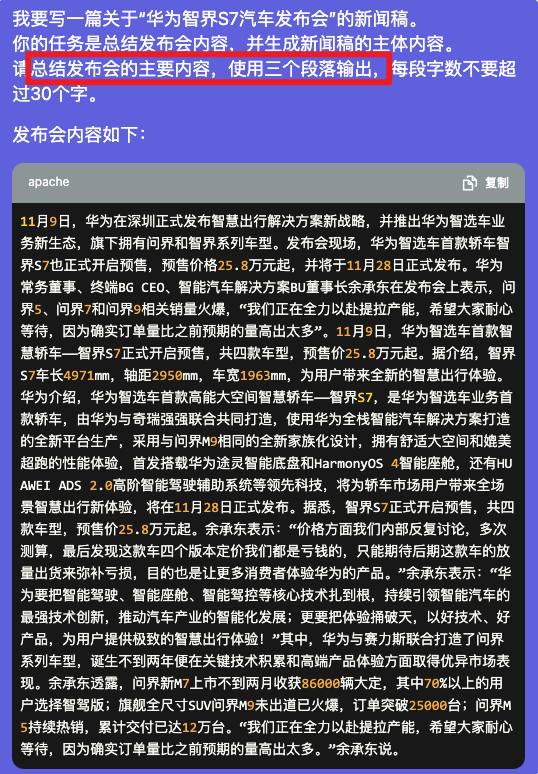 我要写一篇关于“华为智界S7汽车发布会”的新闻稿。
你的任务是总结发布会内容，并生成新闻稿的主体内容。
请总结发布会的主要内容，使用三个段落输出，每段字数不要超
过30个字。
发布会内容如下：
apache
复制
11月9日，华为在深圳正式发布智慧出行解决方案新战略，并推出华为智选车业
务新生态，旗下拥有问界和智界系列车型。发布会现场，华为智选车首款轿车智
界S7也正式开启预售，预售价格25.8万元起，并将于11月28日正式发布。华为
常务董事、终端BG CEO、智能汽车解决方案BU董事长余承东在发布会上表示，问
界5、问界7和问界9相关销量火爆，“我们正在全力以赴提拉产能，希望大家耐心
等待，因为确实订单量比之前预期的量高出太多”。11月9日，华为智选车首款智
慧轿车——智界S7正式开启预售，共四款车型，预售价25.8万元起。据介绍，智界
S7车长4971mm，轴距2950mm，车宽1963mm，为用户带来全新的智慧出行体验。
华为介绍，华为智选车首款高能大空间智慧轿车——智界S7，是华为智选车业务首
款轿车，由华为与奇瑞强强联合共同打造，使用华为全栈智能汽车解决方案打造
的全新平台生产，采用与问界M9相同的全新家族化设计，拥有舒适大空间和媲美
超跑的性能体验，首发搭载华为途灵智能底盘和HarmonyOS 4智能座舱，还有HU
AWEI ADS 2.0高阶智能驾驶辅助系统等领先科技，将为轿车市场用户带来全场
景智慧出行新体验，将在11月28日正式发布。据悉，智界S7正式开启预售，共四
款车型，预售价25.8万元起。余承东表示：“价格方面我们内部反复讨论，多次
测算，最后发现这款车四个版本定价我们都是亏钱的，只能期待后期这款车的放
量出货来弥补亏损，目的也是让更多消费者体验华为的产品。”余承东表示：“华
为要把智能驾驶、智能座舱、智能驾控等核心技术扎到根，持续引领智能汽车的
最强技术创新，推动汽车产业的智能化发展；更要把体验捅破天，以好技术、好
产品，为用户提供极致的智慧出行体验！”其中，华为与赛力斯联合打造了问界
系列车型，诞生不到两年便在关键技术积累和高端产品体验方面取得优异市场表
现。余承东透露，问界新M7上市不到两月收获86000辆大定，其中70%以上的用
户选择智驾版；旗舰全尺寸SUV问界M9未出道已火爆，订单突破25000台；问界M
5持续热销，累计交付已达12万台。“我们正在全力以赴提拉产能，希望大家耐心
等待，因为确实订单量比之前预期的量高出太多。”余承东说。